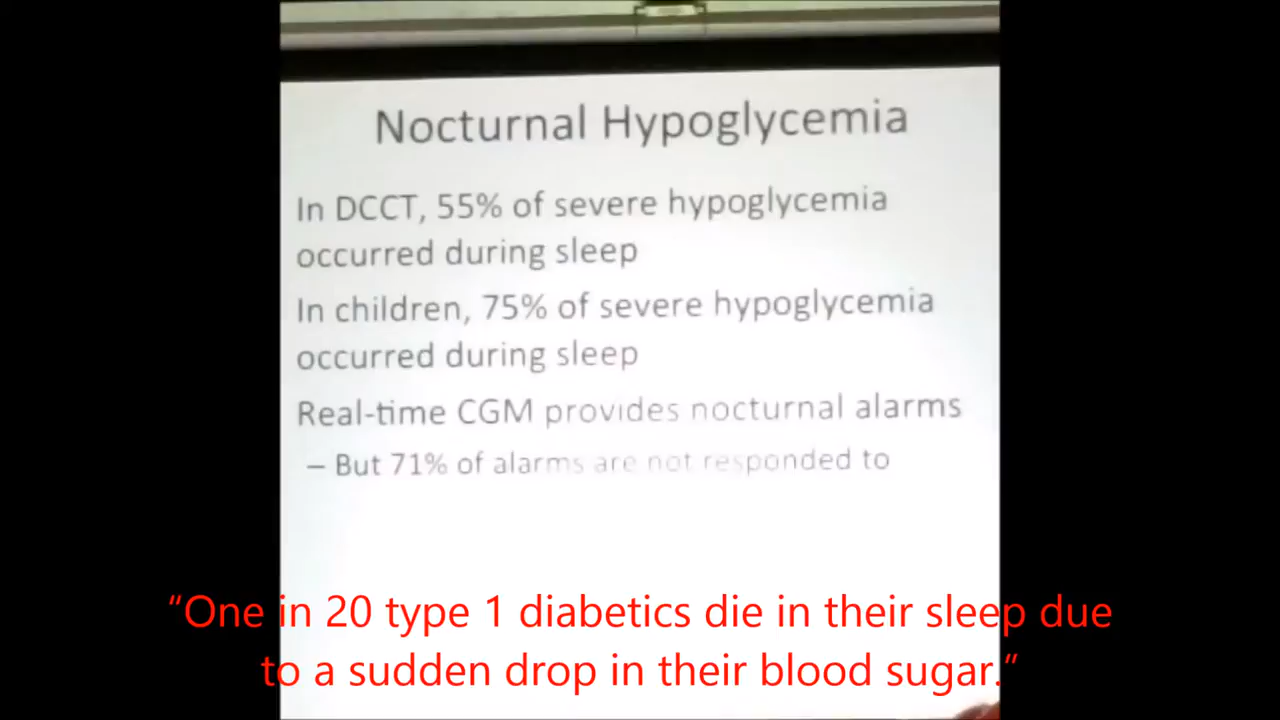 Nocturnal Hypoglycemia
In DCCT, 55% of severe hypoglycemia
occurred during sleep
In children, 75% of severe hypoglycemia
occurred during sleep
Real-time CGM provides nocturnal alarms
– But 71% of alarms are not responded to
“One in 20 type 1 diabetics die in their sleep due
to a sudden drop in their blood sugar.”